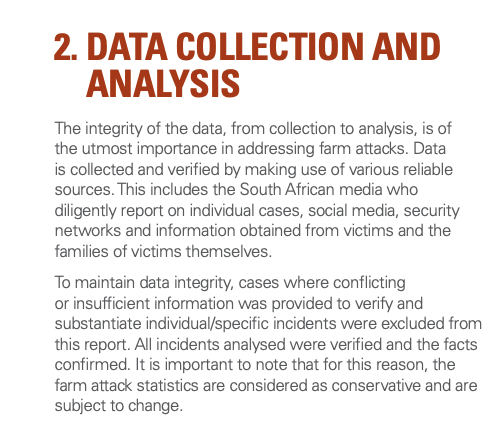 2. DATA COLLECTION AND
ANALYSIS
The integrity of the data, from collection to analysis, is of
the utmost importance in addressing farm attacks. Data
is collected and verified by making use of various reliable
sources. This includes the South African media who
diligently report on individual cases, social media, security
networks and information obtained from victims and the
families of victims themselves.
To maintain data integrity, cases where conflicting
or insufficient information was provided to verify and
substantiate individual/specific incidents were excluded from
this report. All incidents analysed were verified and the facts
confirmed. It is important to note that for this reason, the
farm attack statistics are considered as conservative and are
subject to change.